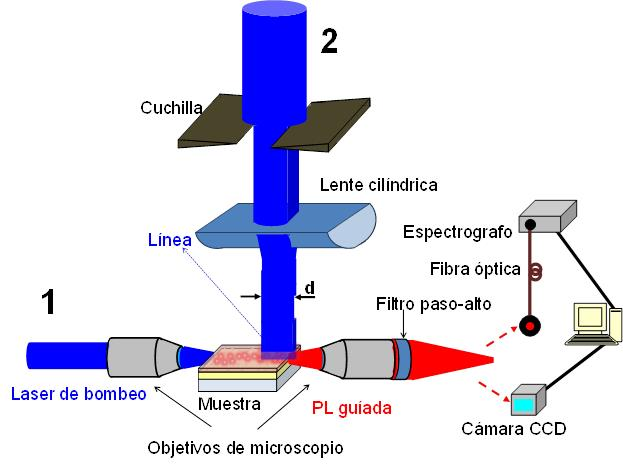 2
Cuchilla
Lente cilíndrica
Línea
Espectrografo
Fibra óptica
d
Filtro paso-alto
1
Laser de bombeo
Muestra
PL guíada
Cámara CCD
Objetivos de microscopio